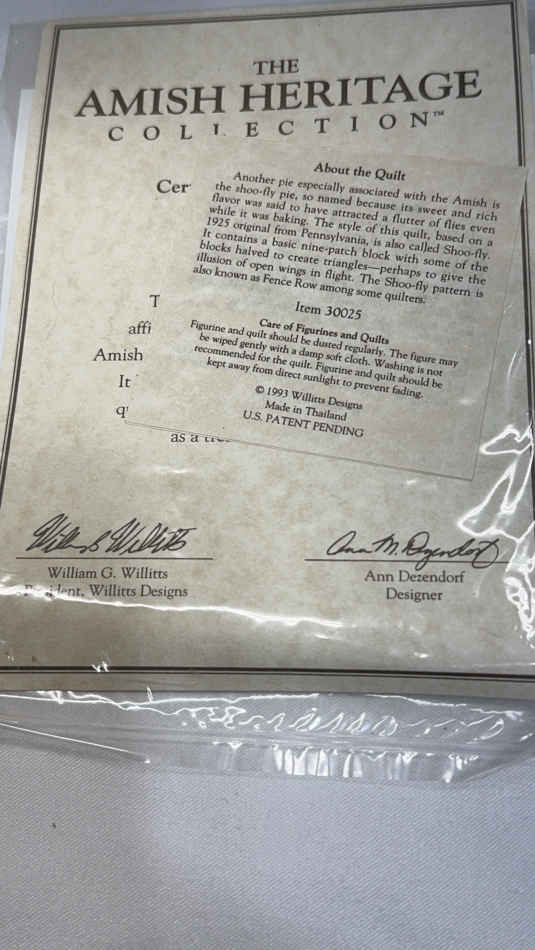 THE
AMISH HERITAGE
COLLECTION™
Cer
T
affi
Amish
It
as a
About the Quilt
Another pie especially associated with the Amish is
the shoo-fly pie, so named because its sweet and rich
flavor was said to have attracted a flutter of flies even
while it was baking. The style of this quilt, based on a
1925 original from Pennsylvania, is also called Shoo-fly.
It contains a basic nine-patch block with some of the
blocks halved to create triangles—perhaps to give the
illusion of open wings in flight. The Shoo-fly pattern is
also known as Fence Row among some quilters.
Item 30025
Care of Figurines and Quilts
Figurine and quilt should be dusted regularly. The figure may
be wiped gently with a damp soft cloth. Washing is not
recommended for the quilt. Figurine and quilt should be
kept away from direct sunlight to prevent fading.
© 1993 Willitts Designs
Made in Thailand
U.S. PATENT PENDING
William G. Willitts
President, Willitts Designs
Ann M. Dezendorf
Ann Dezendorf
Designer